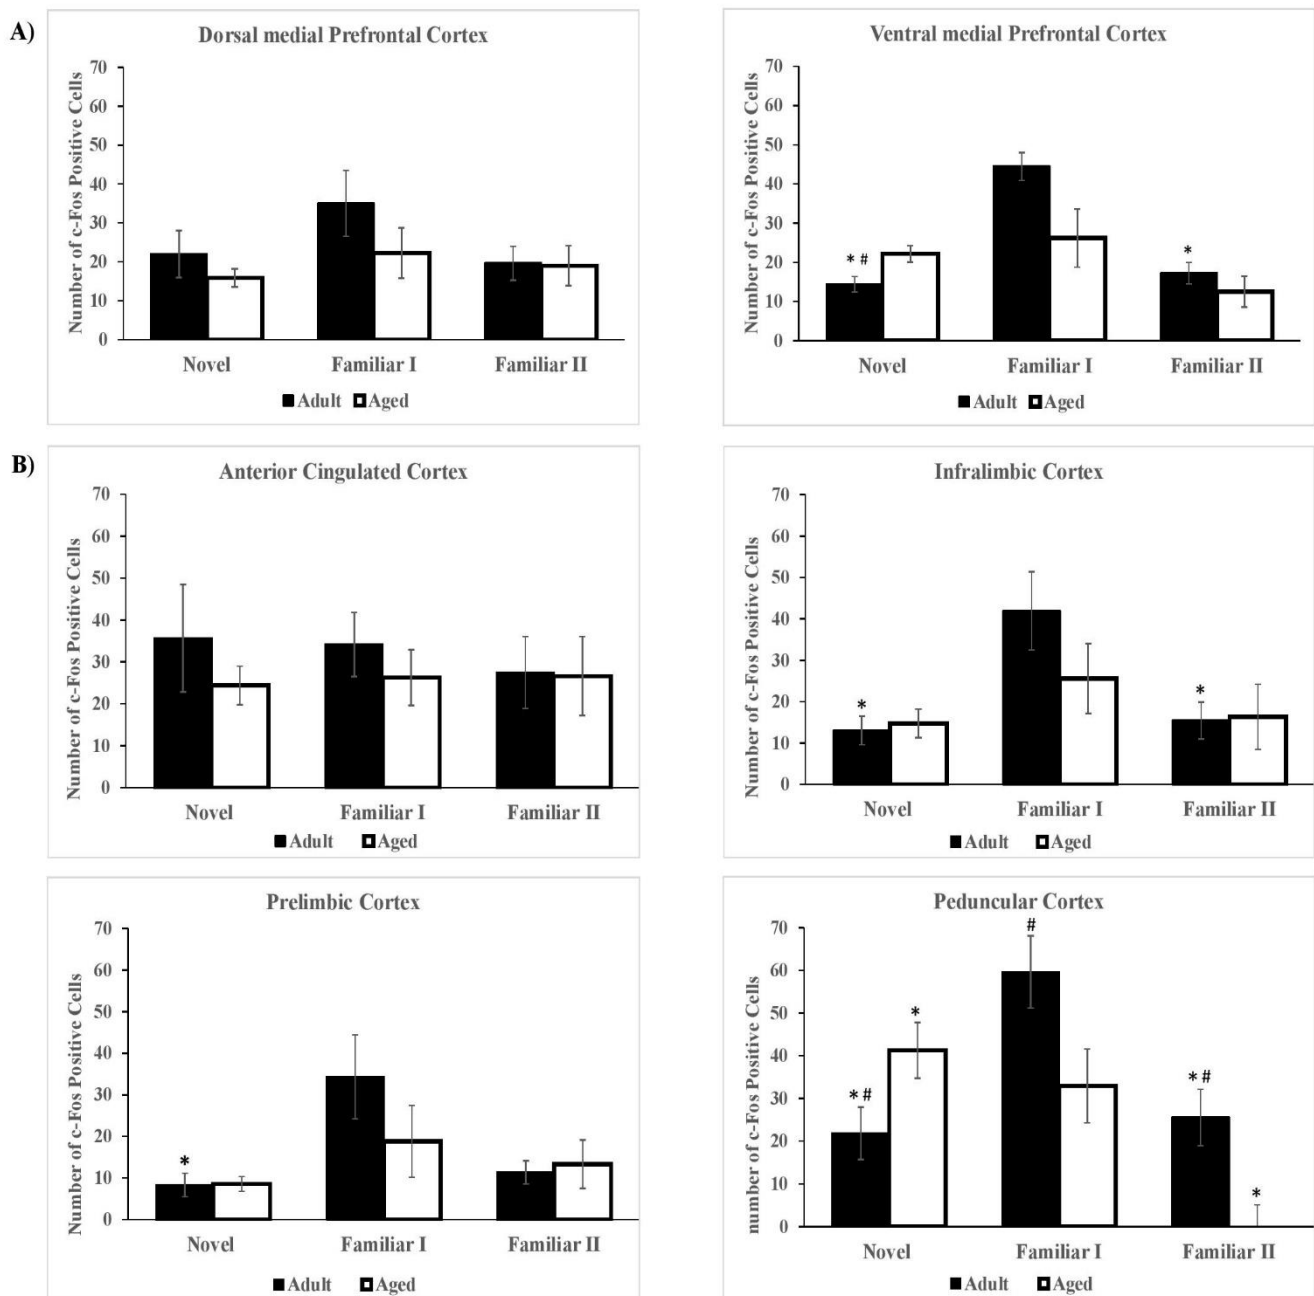 A)
Dorsal medial Prefrontal Cortex
Number of c-Fos Positive Cells
70
60
50
40
30
20
10
0
Novel Familiar I Familiar II
Adult Aged
Ventral medial Prefrontal Cortex
Number of c-Fos Positive Cells
70
60
50
40
30
20
10
0
* #
*
Novel Familiar I Familiar II
Adult Aged
B)
Anterior Cingulated Cortex
Number of c-Fos Positive Cells
70
60
50
40
30
20
10
0
Novel Familiar I Familiar II
Adult Aged
Infralimbic Cortex
Number of c-Fos Positive Cells
70
60
50
40
30
20
10
0
*
*
Novel Familiar I Familiar II
Adult Aged
Prelimbic Cortex
Number of c-Fos Positive Cells
70
60
50
40
30
20
10
0
*
Novel Familiar I Familiar II
Adult Aged
Peduncular Cortex
number of c-Fos Positive Cells
70
60
50
40
30
20
10
0
* #
*
#
* #
*
Novel Familiar I Familiar II
Adult Aged